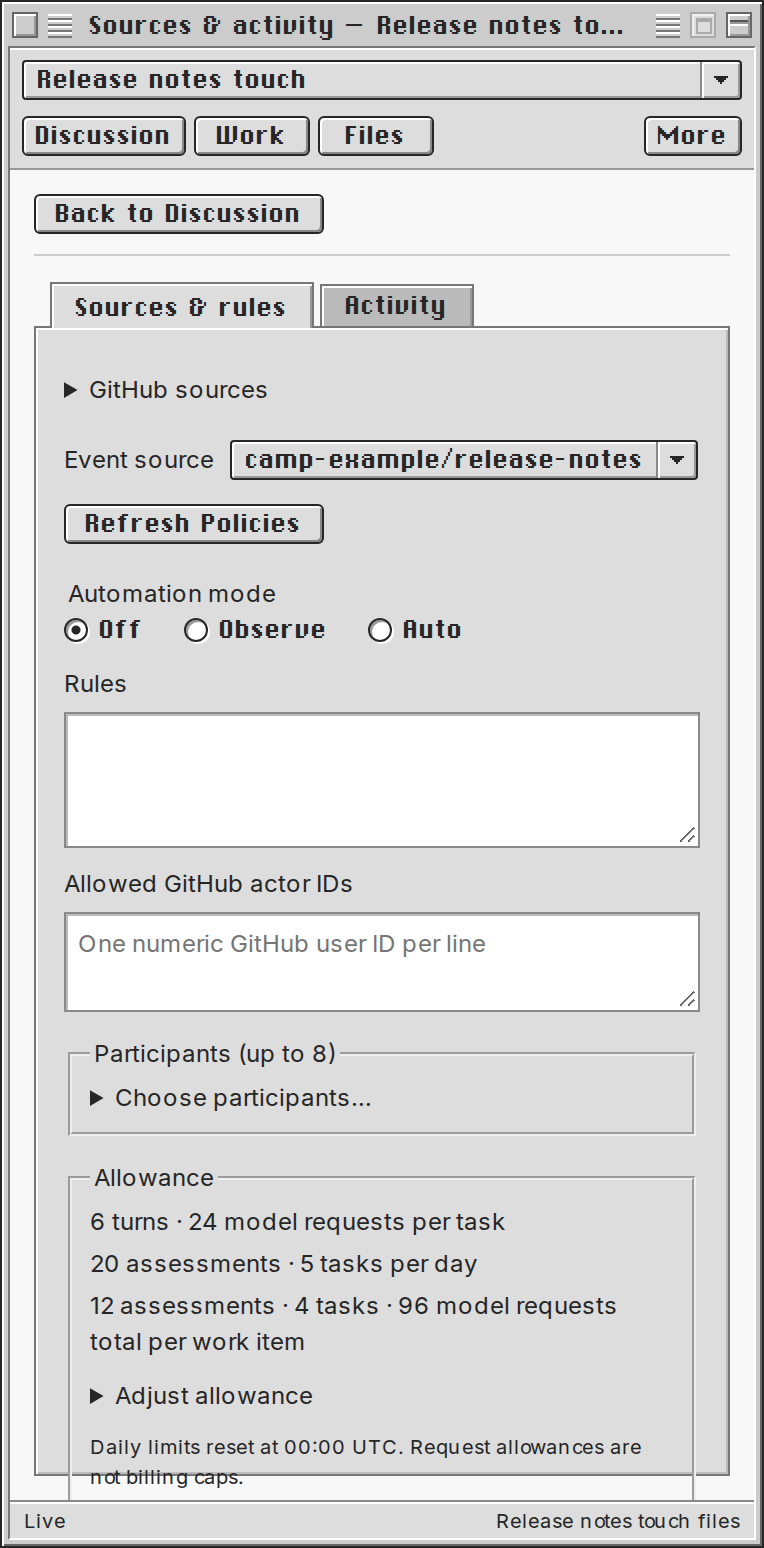 Sources & activity — Release notes to...
Release notes touch
Discussion Work Files More
Back to Discussion
Sources & rules Activity
GitHub sources
Event source camp-example/release-notes
Refresh Policies
Automation mode
Off Observe Auto
Rules
Allowed GitHub actor IDs
One numeric GitHub user ID per line
Participants (up to 8)
Choose participants...
Allowance
6 turns · 24 model requests per task
20 assessments · 5 tasks per day
12 assessments · 4 tasks · 96 model requests
total per work item
Adjust allowance
Daily limits reset at 00:00 UTC. Request allowances are
not billing caps.
Live Release notes touch files